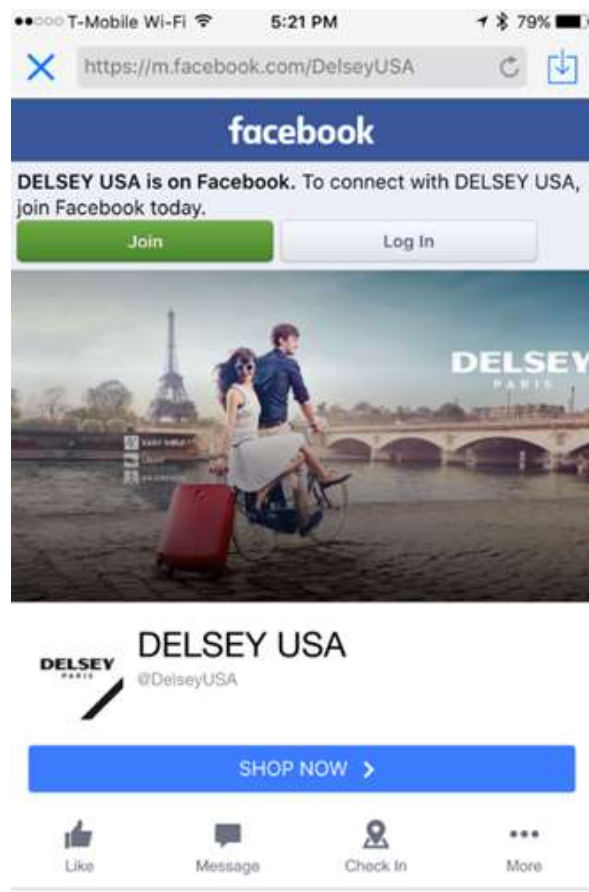 T-Mobile Wi-Fi 5:21 PM 79%
https://m.facebook.com/DelseyUSA
facebook
DELSEY USA is on Facebook. To connect with DELSEY USA,
join Facebook today.
Join Log In
DELSEY
PARIS
DELSEY
PARIS
DELSEY USA
@DelseyUSA
SHOP NOW
Like Message Check In More